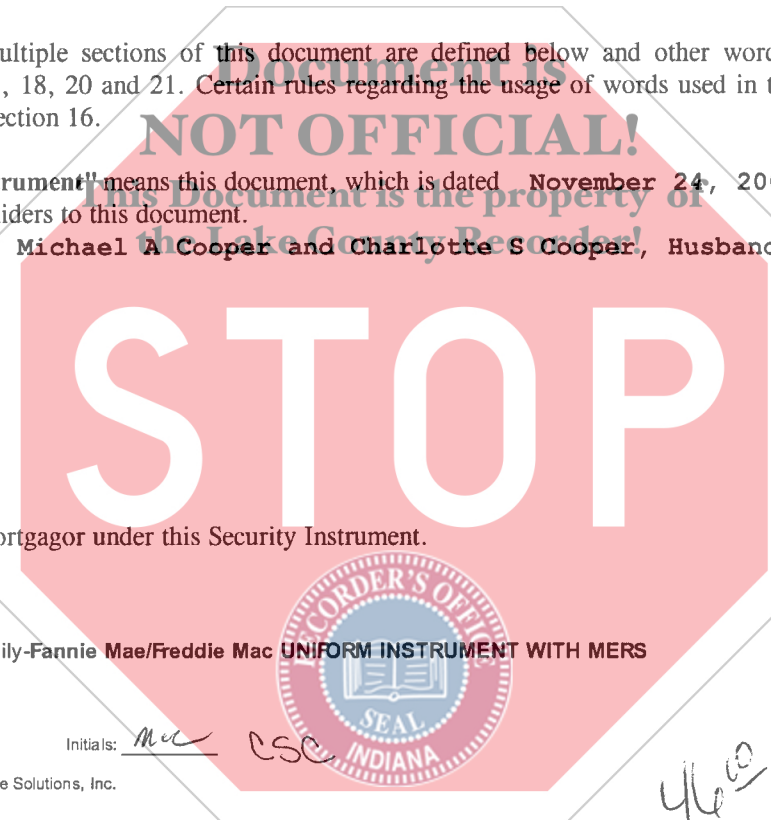 ultiple sections of this document are defined below and other word
, 18, 20 and 21. Certain rules regarding the usage of words used in t
ection 16.
Document is
NOT OFFICIAL!
This Document is the property of
the Lake County Recorder!
rument" means this document, which is dated November 24, 20
iders to this document.
Michael A Cooper and Charlotte S Cooper, Husband
STOP
ortgagor under this Security Instrument.
RECORDER'S OFFICE
SEAL
INDIANA
ily-Fannie Mae/Freddie Mac UNIFORM INSTRUMENT WITH MERS
Initials: MAC CSC
e Solutions, Inc.
46